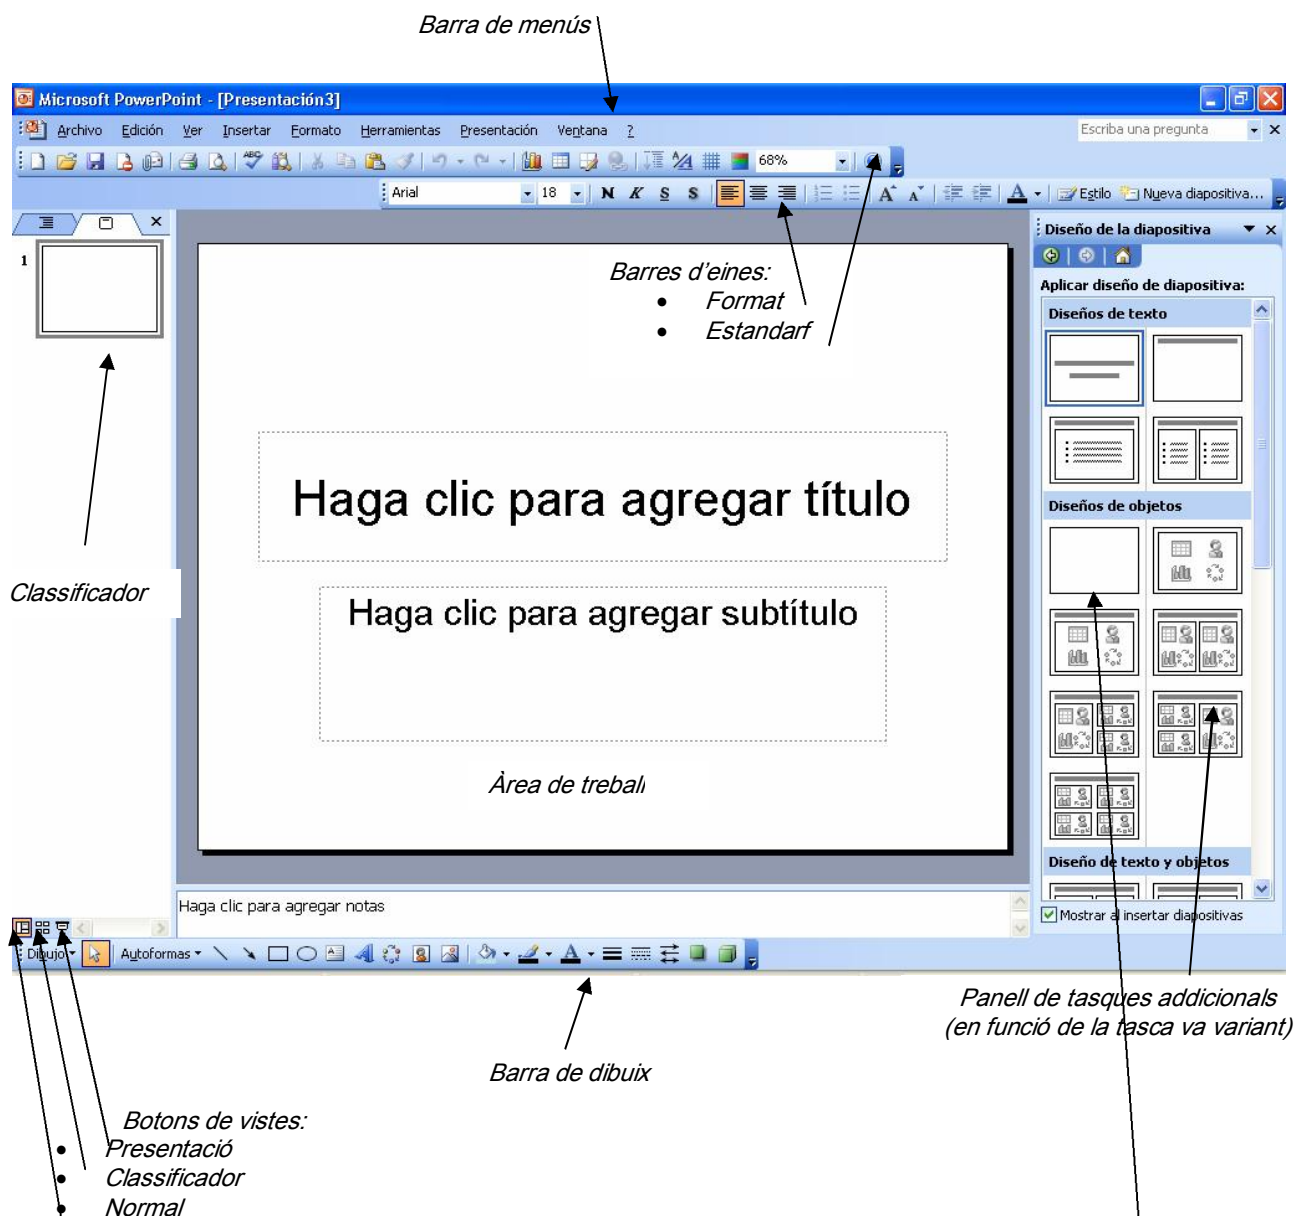 Barra de menús
Microsoft PowerPoint - [Presentación3]
Archivo Edición Ver Insertar Formato Herramientas Presentación Ventana ?
Escriba una pregunta
68%
Arial 18 N K S S
Estilo Nueva diapositiva...
Diseño de la diapositiva
1
Barres d'eines:
• Format
• Estandarf
Aplicar diseño de diapositiva:
Diseños de texto
Haga clic para agregar título
Diseños de objetos
Classificador
Haga clic para agregar subtítulo
Àrea de treball
Diseño de texto y objetos
Haga clic para agregar notas
Mostrar al insertar diapositivas
Dibujo Autoformas
Panell de tasques addicionals
(en funció de la tasca va variant)
Barra de dibuix
Botons de vistes:
• Presentació
• Classificador
• Normal